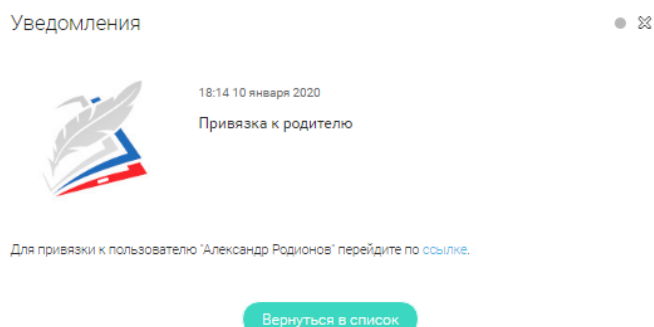 Уведомления
18:14 10 января 2020
Привязка к родителю
Для привязки к пользователю "Александр Родионов" перейдите по ссылке.
Вернуться в список